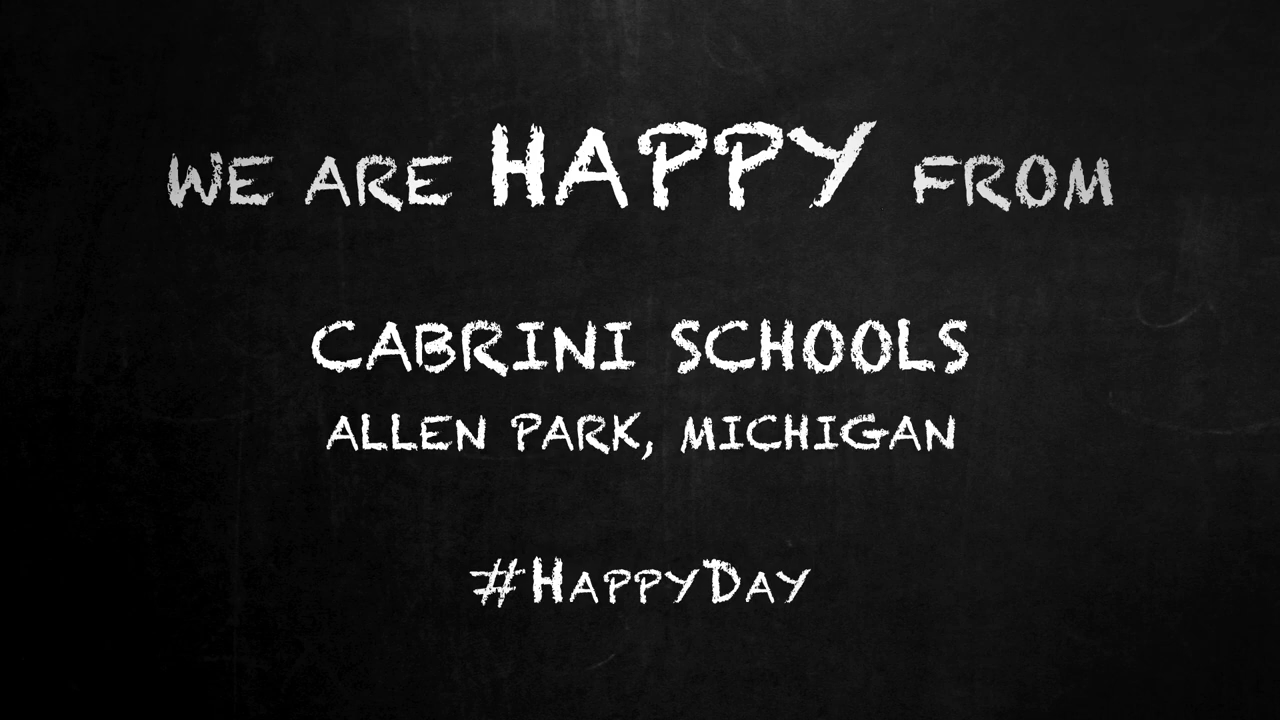 WE ARE HAPPY FROM
CABRINI SCHOOLS
ALLEN PARK, MICHIGAN
#HAPPYDAY